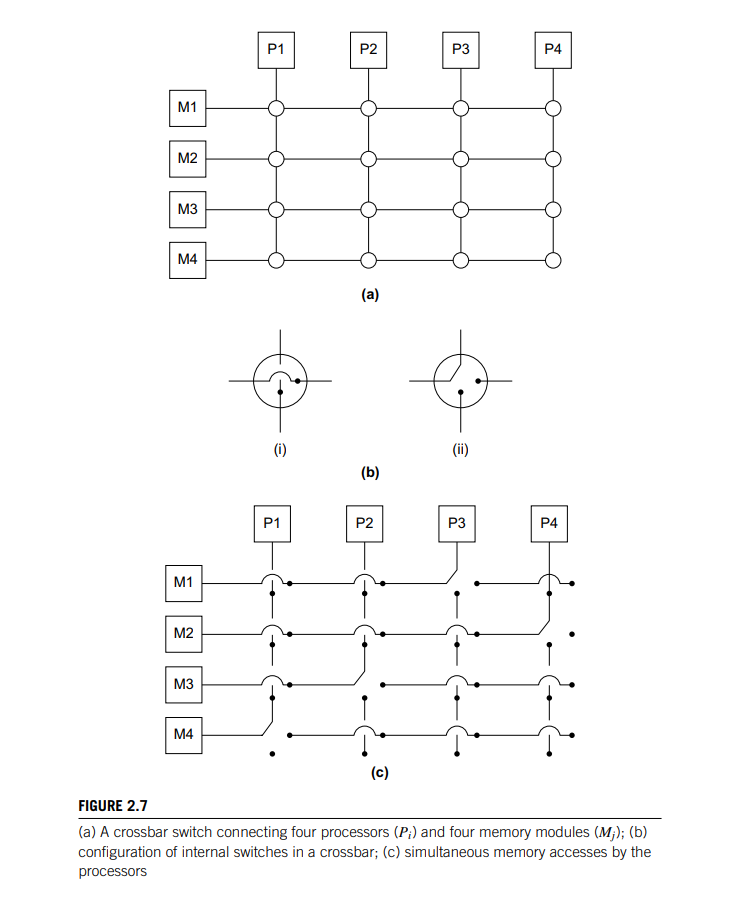 P1 P2 P3 P4
M1
M2
M3
M4
(a)
(i) (ii)
(b)
P1 P2 P3 P4
M1
M2
M3
M4
(c)
FIGURE 2.7
(a) A crossbar switch connecting four processors (Pi) and four memory modules (Mj); (b)
configuration of internal switches in a crossbar; (c) simultaneous memory accesses by the
processors